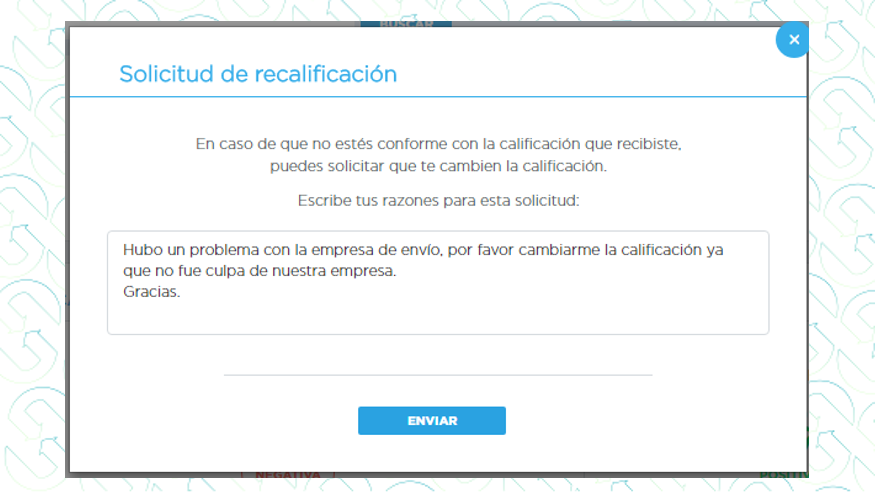 BUSCAR
×
Solicitud de recalificación
En caso de que no estés conforme con la calificación que recibiste,
puedes solicitar que te cambien la calificación.
Escribe tus razones para esta solicitud:
Hubo un problema con la empresa de envío, por favor cambiarme la calificación ya
que no fue culpa de nuestra empresa.
Gracias.
ENVIAR
NEGATIVA